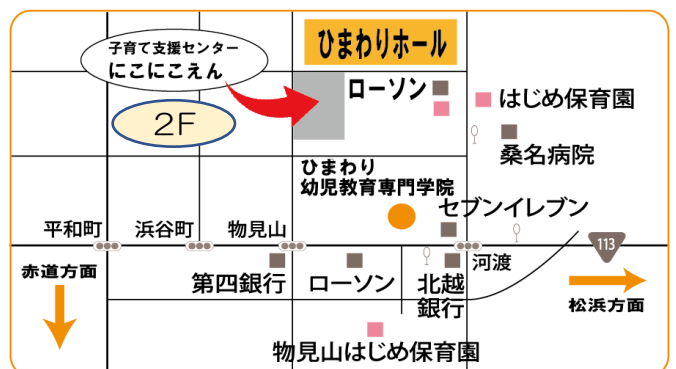 子育て支援センター
にこにこえん
ひまわりホール
2F
ローソン
はじめ保育園
桑名病院
ひまわり
幼児教育専門学院
セブンイレブン
平和町
浜谷町
物見山
113
河渡
赤道方面
第四銀行
ローソン
北越
銀行
松浜方面
物見山はじめ保育園